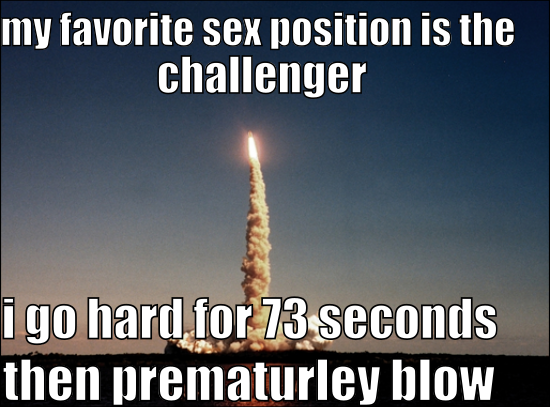 my favorite sex position is the
challenger
i go hard for 73 seconds
then prematurley blow